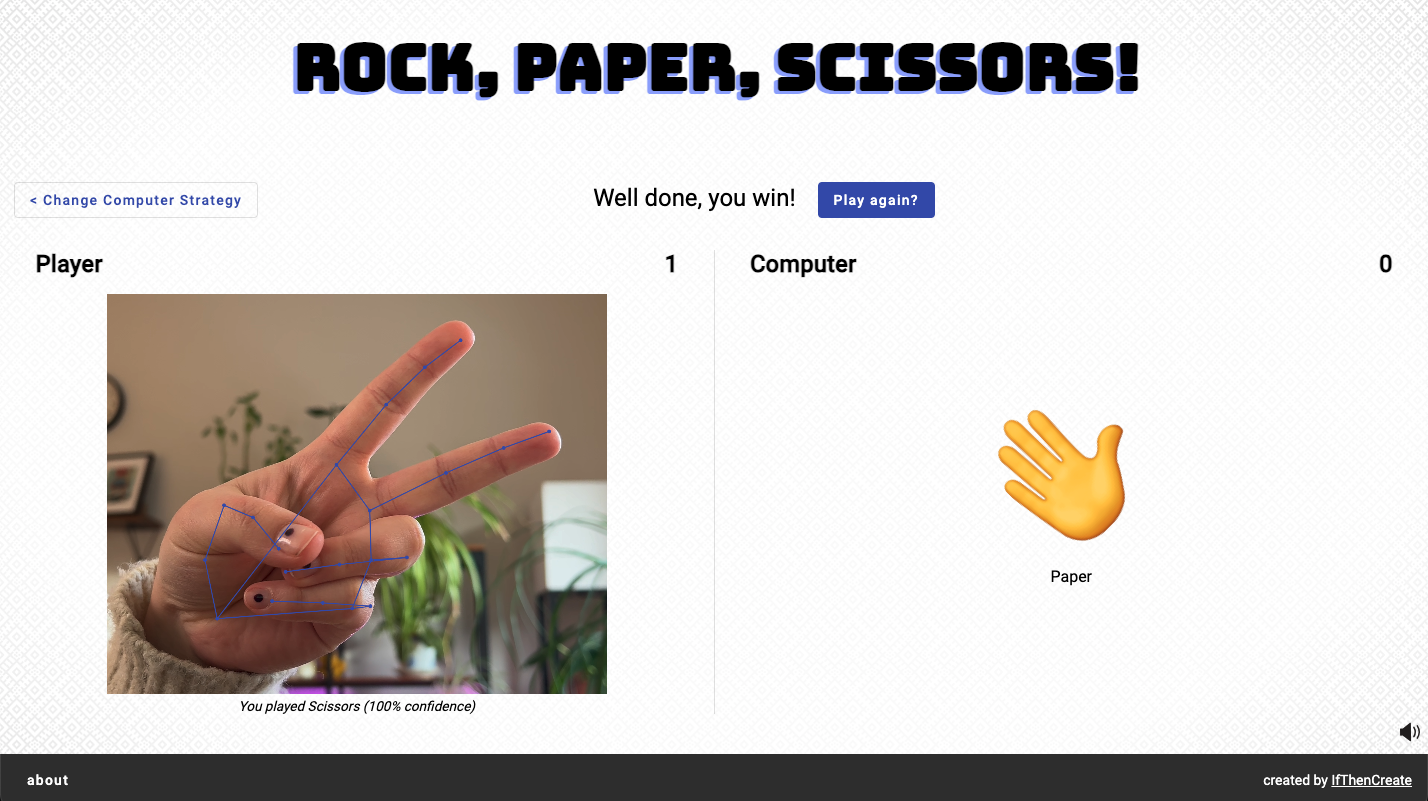 ROCK, PAPER, SCISSORS!
< Change Computer Strategy
Well done, you win!
Play again?
Player
1
You played Scissors (100% confidence)
Computer
0
Paper
about
created by IfThenCreate